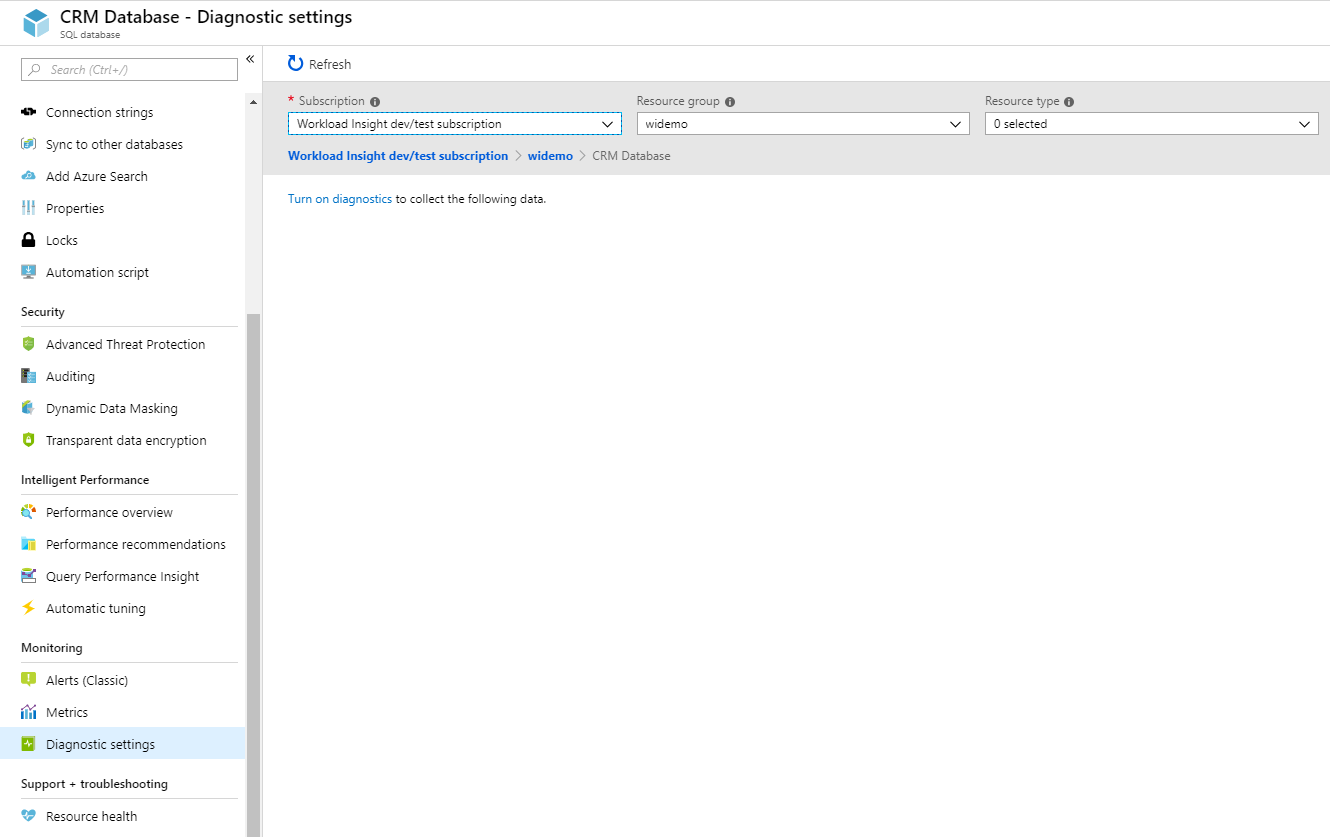 CRM Database - Diagnostic settings
SQL database
Search (Ctrl+/)
«
Connection strings
Sync to other databases
Add Azure Search
Properties
Locks
Automation script
Security
Advanced Threat Protection
Auditing
Dynamic Data Masking
Transparent data encryption
Intelligent Performance
Performance overview
Performance recommendations
Query Performance Insight
Automatic tuning
Monitoring
Alerts (Classic)
Metrics
Diagnostic settings
Support + troubleshooting
Resource health
Refresh
* Subscription
Resource group
Resource type
Workload Insight dev/test subscription
widemo
0 selected
Workload Insight dev/test subscription > widemo > CRM Database
Turn on diagnostics to collect the following data.